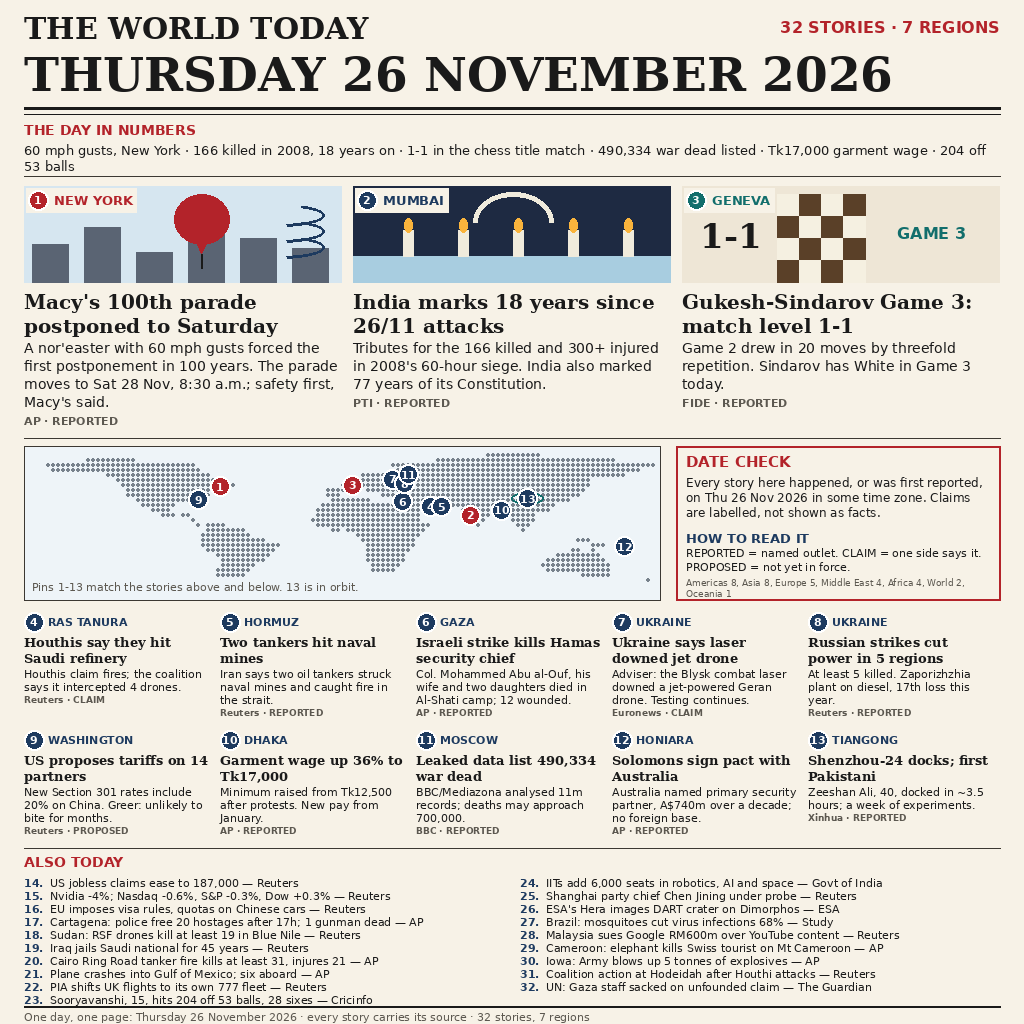 THE WORLD TODAY
32 STORIES · 7 REGIONS
THURSDAY 26 NOVEMBER 2026
THE DAY IN NUMBERS
60 mph gusts, New York · 166 killed in 2008, 18 years on · 1-1 in the chess title match · 490,334 war dead listed · Tk17,000 garment wage · 204 off
53 balls
1 NEW YORK
Macy's 100th parade
postponed to Saturday
A nor'easter with 60 mph gusts forced the
first postponement in 100 years. The parade
moves to Sat 28 Nov, 8:30 a.m.; safety first,
Macy's said.
AP · REPORTED
2 MUMBAI
India marks 18 years since
26/11 attacks
Tributes for the 166 killed and 300+ injured
in 2008's 60-hour siege. India also marked
77 years of its Constitution.
PTI · REPORTED
3 GENEVA
1-1
GAME 3
Gukesh-Sindarov Game 3:
match level 1-1
Game 2 drew in 20 moves by threefold
repetition. Sindarov has White in Game 3
today.
FIDE · REPORTED
1
2
3
4
5
6
7
9
10
11
12
13
Pins 1-13 match the stories above and below. 13 is in orbit.
DATE CHECK
Every story here happened, or was first reported,
on Thu 26 Nov 2026 in some time zone. Claims
are labelled, not shown as facts.
HOW TO READ IT
REPORTED = named outlet. CLAIM = one side says it.
PROPOSED = not yet in force.
Americas 8, Asia 8, Europe 5, Middle East 4, Africa 4, World 2,
Oceania 1
4 RAS TANURA
Houthis say they hit
Saudi refinery
Houthis claim fires; the coalition
says it intercepted 4 drones.
Reuters · CLAIM
5 HORMUZ
Two tankers hit naval
mines
Iran says two oil tankers struck
naval mines and caught fire in
the strait.
Reuters · REPORTED
6 GAZA
Israeli strike kills Hamas
security chief
Col. Mohammed Abu al-Ouf, his
wife and two daughters died in
Al-Shati camp; 12 wounded.
AP · REPORTED
7 UKRAINE
Ukraine says laser
downed jet drone
Adviser: the Blysk combat laser
downed a jet-powered Geran
drone. Testing continues.
Euronews · CLAIM
8 UKRAINE
Russian strikes cut
power in 5 regions
At least 5 killed. Zaporizhzhia
plant on diesel, 17th loss this
year.
Reuters · REPORTED
9 WASHINGTON
US proposes tariffs on 14
partners
New Section 301 rates include
20% on China. Greer: unlikely to
bite for months.
Reuters · PROPOSED
10 DHAKA
Garment wage up 36% to
Tk17,000
Minimum raised from Tk12,500
after protests. New pay from
January.
AP · REPORTED
11 MOSCOW
Leaked data list 490,334
war dead
BBC/Mediazona analysed 11m
records; deaths may approach
700,000.
BBC · REPORTED
12 HONIARA
Solomons sign pact with
Australia
Australia named primary security
partner, A$740m over a decade;
no foreign base.
AP · REPORTED
13 TIANGONG
Shenzhou-24 docks; first
Pakistani
Zeeshan Ali, 40, docked in ~3.5
hours; a week of experiments.
Xinhua · REPORTED
ALSO TODAY
14. US jobless claims ease to 187,000 — Reuters
15. Nvidia -4%; Nasdaq -0.6%, S&P -0.3%, Dow +0.3% — Reuters
16. EU imposes visa rules, quotas on Chinese cars — Reuters
17. Cartagena: police free 20 hostages after 17h; 1 gunman dead — AP
18. Sudan: RSF drones kill at least 19 in Blue Nile — Reuters
19. Iraq jails Saudi national for 45 years — Reuters
20. Cairo Ring Road tanker fire kills at least 31, injures 21 — AP
21. Plane crashes into Gulf of Mexico; six aboard — AP
22. PIA shifts UK flights to its own 777 fleet — Reuters
23. Sooryavanshi, 15, hits 204 off 53 balls, 28 sixes — Cricinfo
24. IITs add 6,000 seats in robotics, AI and space — Govt of India
25. Shanghai party chief Chen Jining under probe — Reuters
26. ESA's Hera images DART crater on Dimorphos — ESA
27. Brazil: mosquitoes cut virus infections 68% — Study
28. Malaysia sues Google RM600m over YouTube content — Reuters
29. Cameroon: elephant kills Swiss tourist on Mt Cameroon — AP
30. Iowa: Army blows up 5 tonnes of explosives — AP
31. Coalition action at Hodeidah after Houthi attacks — Reuters
32. UN: Gaza staff sacked on unfounded claim — The Guardian
One day, one page: Thursday 26 November 2026 · every story carries its source · 32 stories, 7 regions